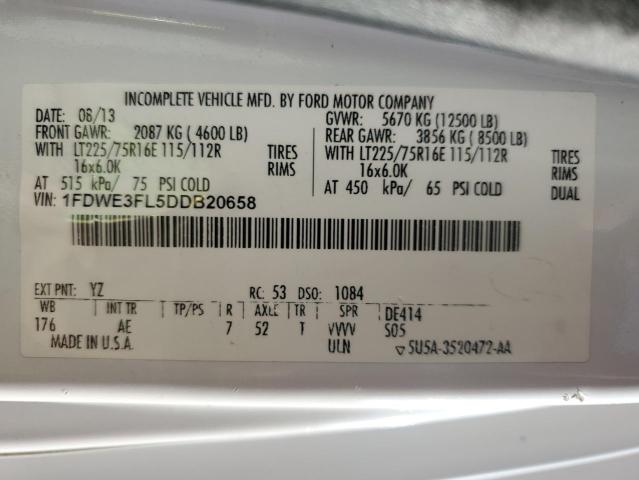 INCOMPLETE VEHICLE MFD. BY FORD MOTOR COMPANY
DATE: 08/13 GVWR: 5670 KG (12500 LB)
FRONT GAWR: 2087 KG (4600 LB) REAR GAWR: 3856 KG (8500 LB)
WITH LT225/75R16E 115/112R TIRES WITH LT225/75R16E 115/112R TIRES
16x6.0K RIMS 16x6.0K RIMS
AT 515 kPa/ 75 PSI COLD AT 450 kPa/ 65 PSI COLD
VIN: 1FDWE3FL5DDB20658
EXT PNT: YZ RC: 53 DSO: 1084
WB INT TR TP/PS R AXLE TR SPR DE414
176 AE 7 52 T VVVV S05
MADE IN U.S.A. ULN ▽ 5U5A-3520472-AA